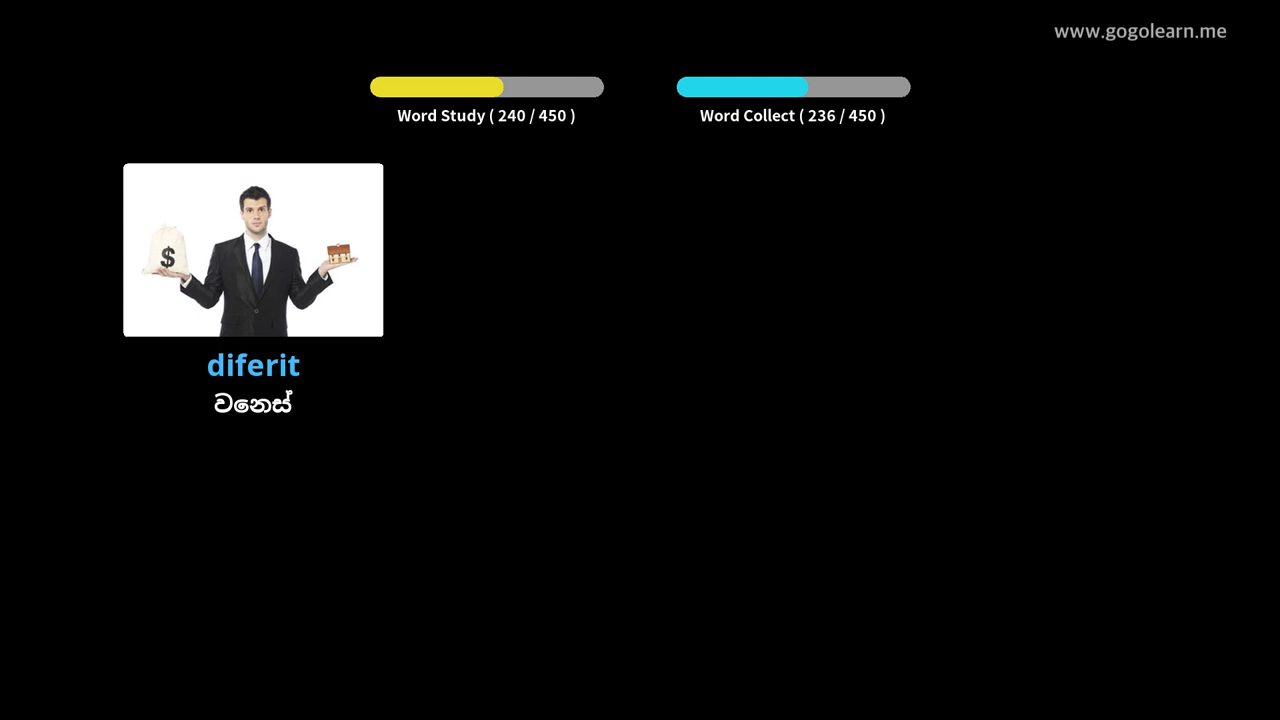 www.gogolearn.me
Word Study ( 240 / 450 )
Word Collect ( 236 / 450 )
$
diferit
වෙනස්